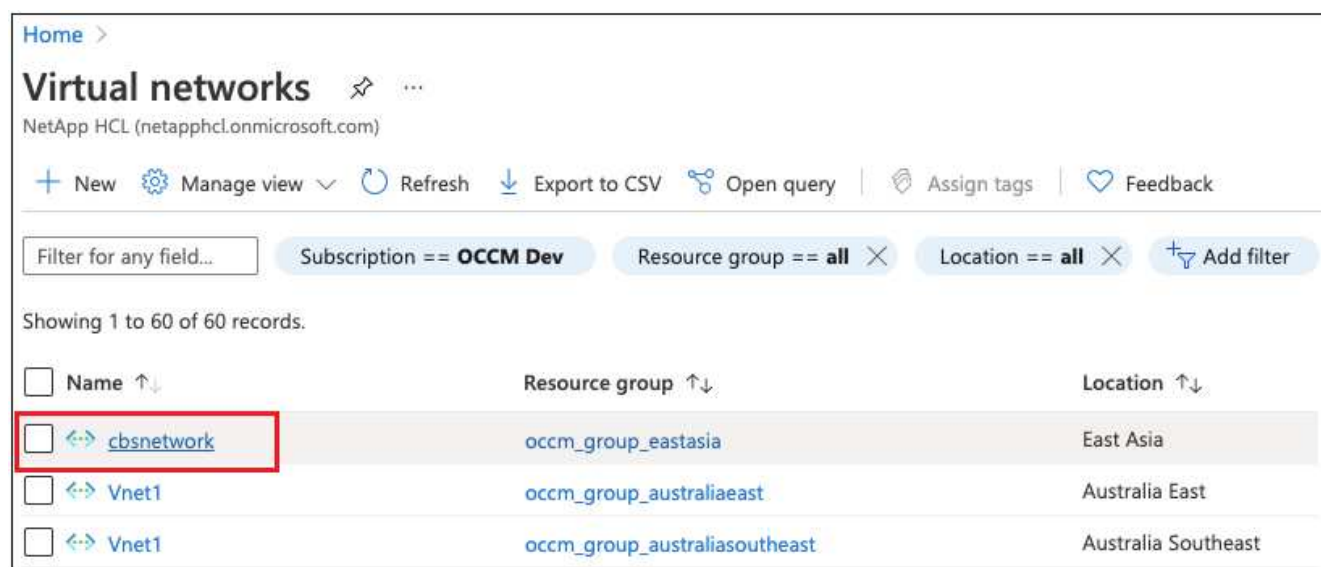 Home >
Virtual networks ...
NetApp HCL (netapphcl.onmicrosoft.com)
+ New Manage view Refresh Export to CSV Open query Assign tags Feedback
Filter for any field... Subscription == OCCM Dev Resource group == all Location == all Add filter
Showing 1 to 60 of 60 records.
Name ↑↓ Resource group ↑↓ Location ↑↓
cbsnetwork occm_group_eastasia East Asia
Vnet1 occm_group_australiaeast Australia East
Vnet1 occm_group_australiasoutheast Australia Southeast